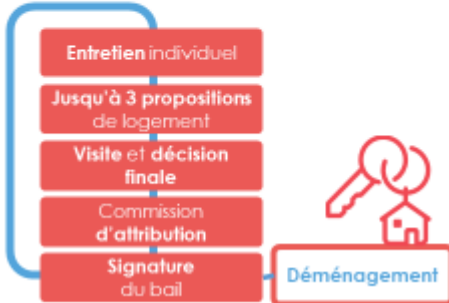 Entretien individuel
Jusqu'à 3 propositions
de logement
Visite et décision
finale
Commission
d'attribution
Signature
du bail
Déménagement